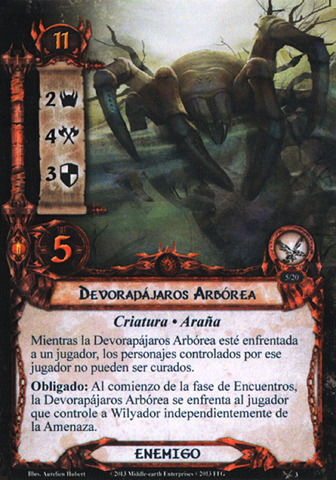 11
2
4
3
5
5/20
Devorapájaros Arbórea
Criatura • Araña
Mientras la Devorapájaros Arbórea esté enfrentada
a un jugador, los personajes controlados por ese
jugador no pueden ser curados.
Obligado: Al comienzo de la fase de Encuentros,
la Devorapájaros Arbórea se enfrenta al jugador
que controle a Wilyador independientemente de
la Amenaza.
ENEMIGO
Illus. Aurelien Hubert ©2013 Middle-earth Enterprises ©2013 FFG 3